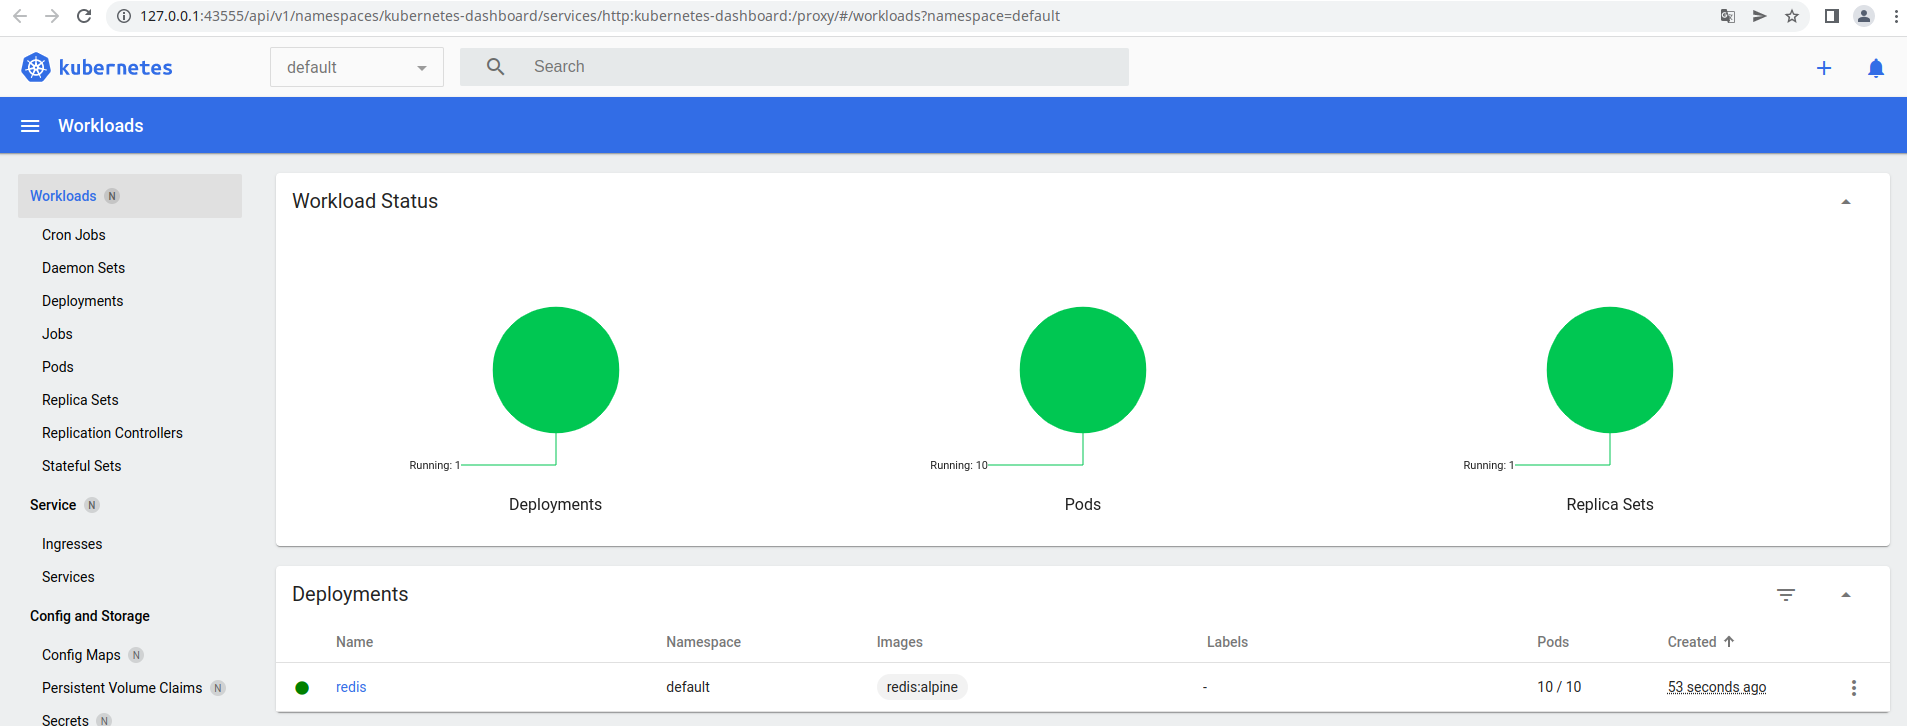 127.0.0.1:43555/api/v1/namespaces/kubernetes-dashboard/services/http:kubernetes-dashboard:/proxy/#/workloads?namespace=default
kubernetes
default
Search
Workloads
Workloads N
Cron Jobs
Daemon Sets
Deployments
Jobs
Pods
Replica Sets
Replication Controllers
Stateful Sets
Service N
Ingresses
Services
Config and Storage
Config Maps N
Persistent Volume Claims N
Secrets N
Workload Status
Running: 1
Deployments
Running: 10
Pods
Running: 1
Replica Sets
Deployments
Name Namespace Images Labels Pods Created
redis default redis:alpine - 10 / 10 53 seconds ago